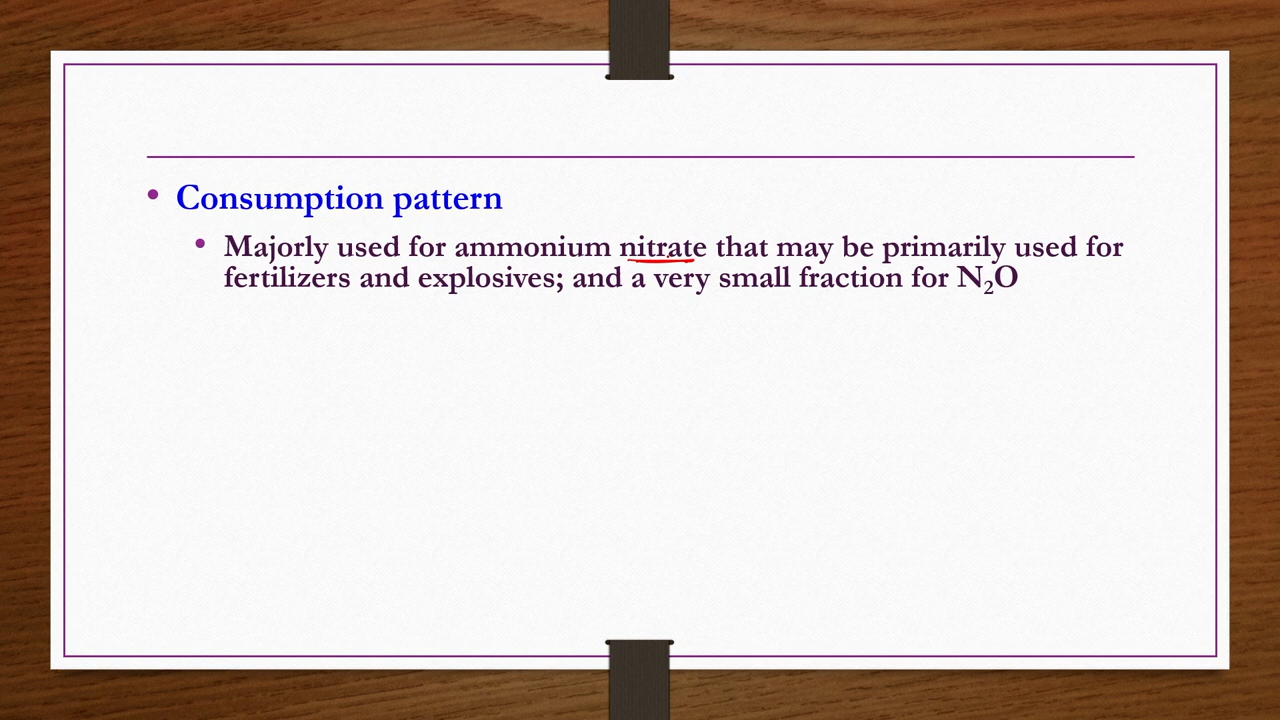 • Consumption pattern
• Majorly used for ammonium nitrate that may be primarily used for
fertilizers and explosives; and a very small fraction for N₂O